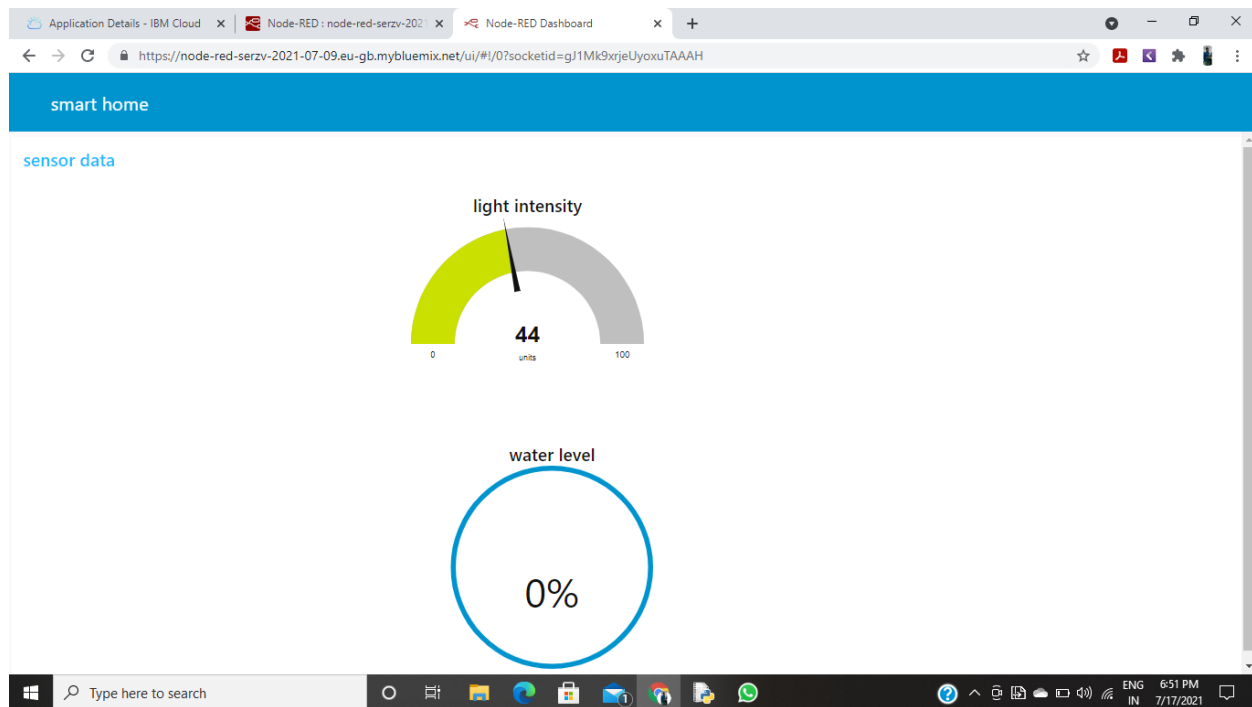 Application Details - IBM Cloud
Node-RED : node-red-serzv-2021
Node-RED Dashboard
https://node-red-serzv-2021-07-09.eu-gb.mybluemix.net/ui/#!/0?socketid=gJ1Mk9xrjeUyoxuTAAAH
smart home
sensor data
light intensity
44
0 units 100
water level
0%
Type here to search
1
ENG 6:51 PM
IN 7/17/2021